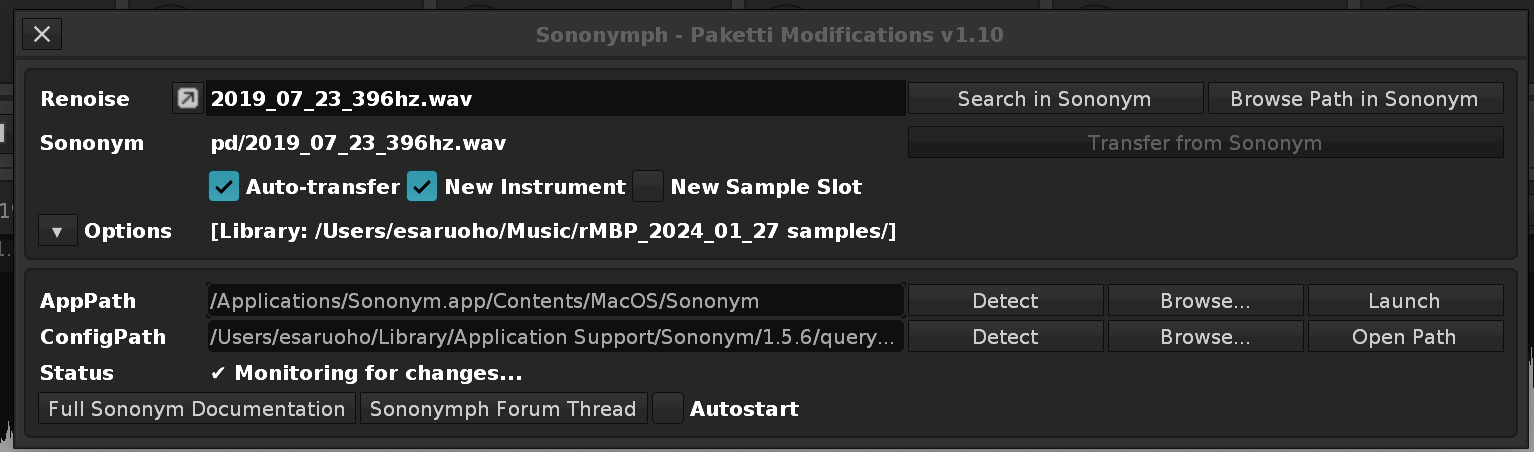 Sononymph - Paketti Modifications v1.10
Renoise 2019_07_23_396hz.wav Search in Sononym Browse Path in Sononym
Sononym pd/2019_07_23_396hz.wav Transfer from Sononym
Auto-transfer New Instrument New Sample Slot
▼ Options [Library: /Users/esaruoho/Music/rMBP_2024_01_27 samples/]
AppPath /Applications/Sononym.app/Contents/MacOS/Sononym Detect Browse... Launch
ConfigPath /Users/esaruoho/Library/Application Support/Sononym/1.5.6/query... Detect Browse... Open Path
Status ✔ Monitoring for changes...
Full Sononym Documentation Sononymph Forum Thread Autostart